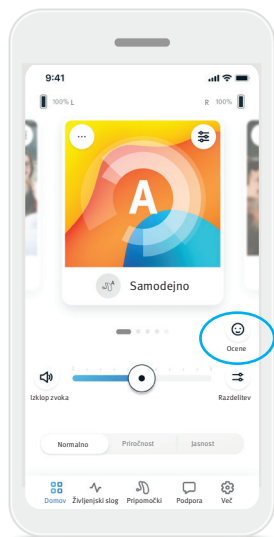 9:41
100% L
R 100%
A
Samodejno
Ocene
Izklop zvoka
Razdelitev
Normalno
Priročnost
Jasnost
Domov
Življenjski slog
Pripomočki
Podpora
Več